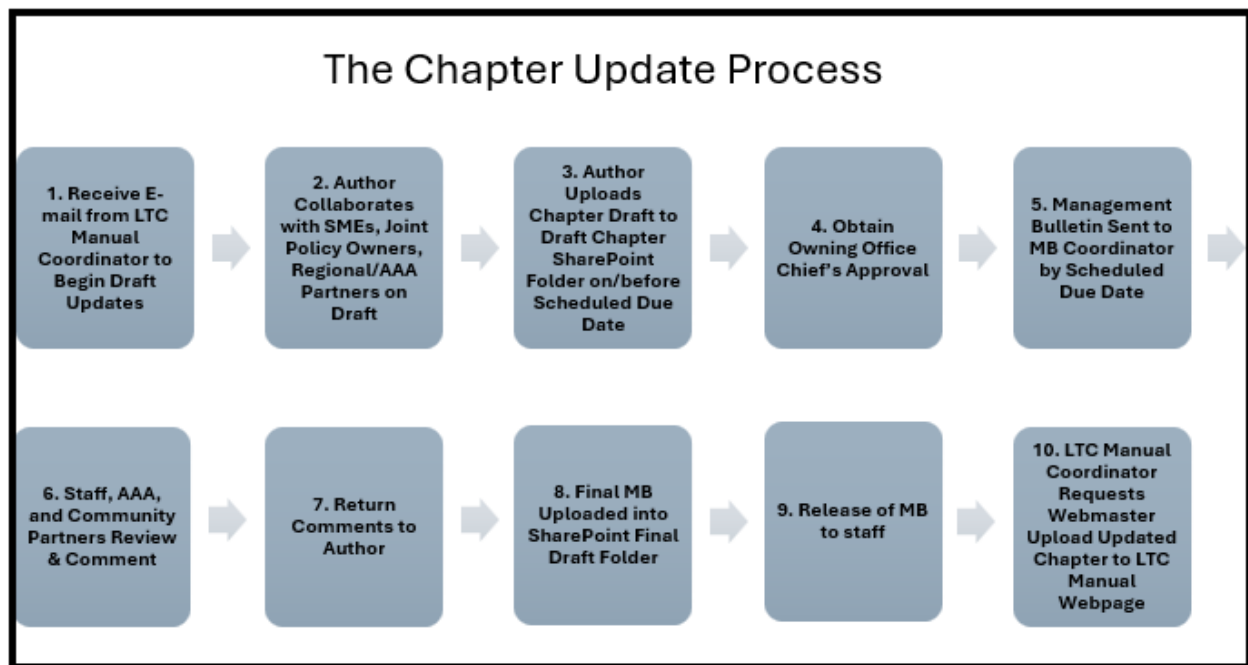 The Chapter Update Process
1. Receive E-
mail from LTC
Manual
Coordinator to
Begin Draft
Updates
2. Author
Collaborates
with SMEs, Joint
Policy Owners,
Regional/AAA
Partners on
Draft
3. Author
Uploads
Chapter Draft to
Draft Chapter
SharePoint
Folder on/before
Scheduled Due
Date
4. Obtain
Owning Office
Chief's Approval
5. Management
Bulletin Sent to
MB Coordinator
by Scheduled
Due Date
6. Staff, AAA,
and Community
Partners Review
& Comment
7. Return
Comments to
Author
8. Final MB
Uploaded into
SharePoint Final
Draft Folder
9. Release of MB
to staff
10. LTC Manual
Coordinator
Requests
Webmaster
Upload Updated
Chapter to LTC
Manual
Webpage